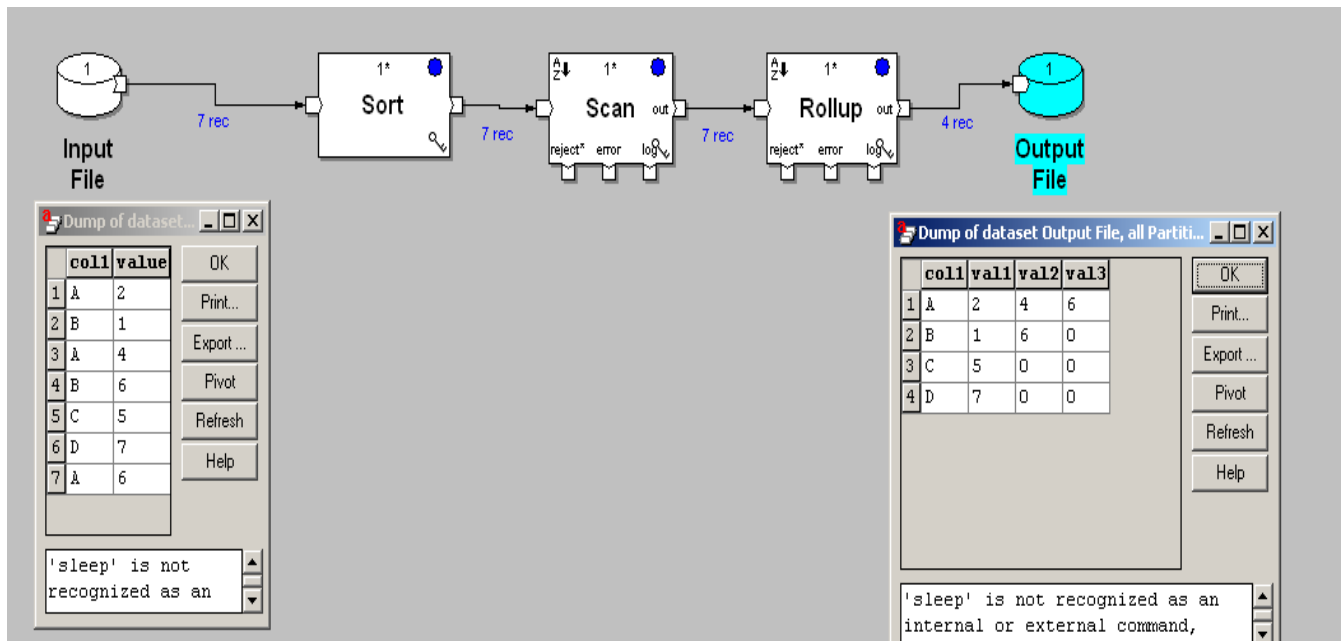 1
Input
File
7 rec
1*
Sort
7 rec
A
Z
1*
Scan
out
reject* error log
7 rec
A
Z
1*
Rollup
out
reject* error log
4 rec
1
Output
File
Dump of dataset...
col1 value
1 A 2
2 B 1
3 A 4
4 B 6
5 C 5
6 D 7
7 A 6
OK
Print...
Export ...
Pivot
Refresh
Help
'sleep' is not
recognized as an
Dump of dataset Output File, all Partiti...
col1 val1 val2 val3
1 A 2 4 6
2 B 1 6 0
3 C 5 0 0
4 D 7 0 0
OK
Print...
Export ...
Pivot
Refresh
Help
'sleep' is not recognized as an
internal or external command,